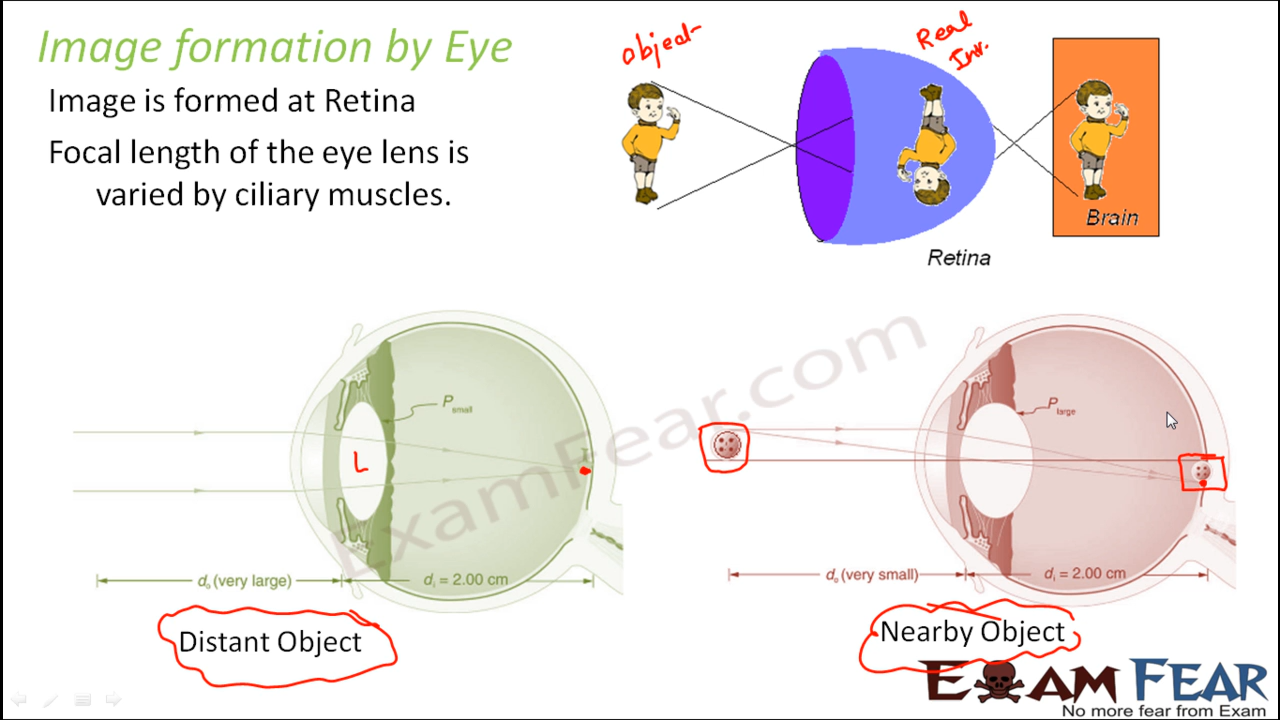 Image formation by Eye
Image is formed at Retina
Focal length of the eye lens is
varied by ciliary muscles.
Object
Real
Inv.
Brain
Retina
ExamFear.com
P small
L
dₒ (very large)
dᵢ = 2.00 cm
Distant Object
P large
dₒ (very small)
dᵢ = 2.00 cm
Nearby Object
EXAM FEAR
No more fear from Exam